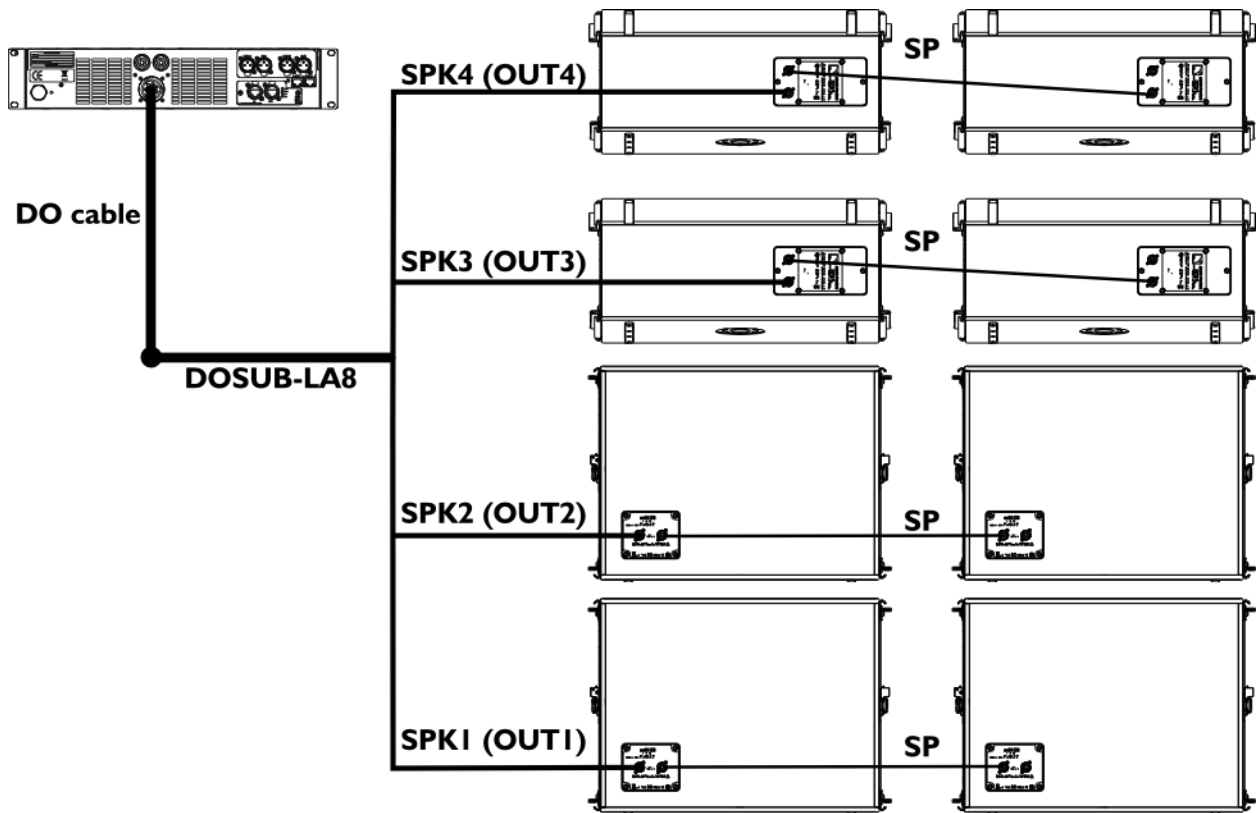 SP
SPK4 (OUT4)
DO cable
SP
SPK3 (OUT3)
DOSUB-LA8
SPK2 (OUT2)
SP
SPK1 (OUT1)
SP